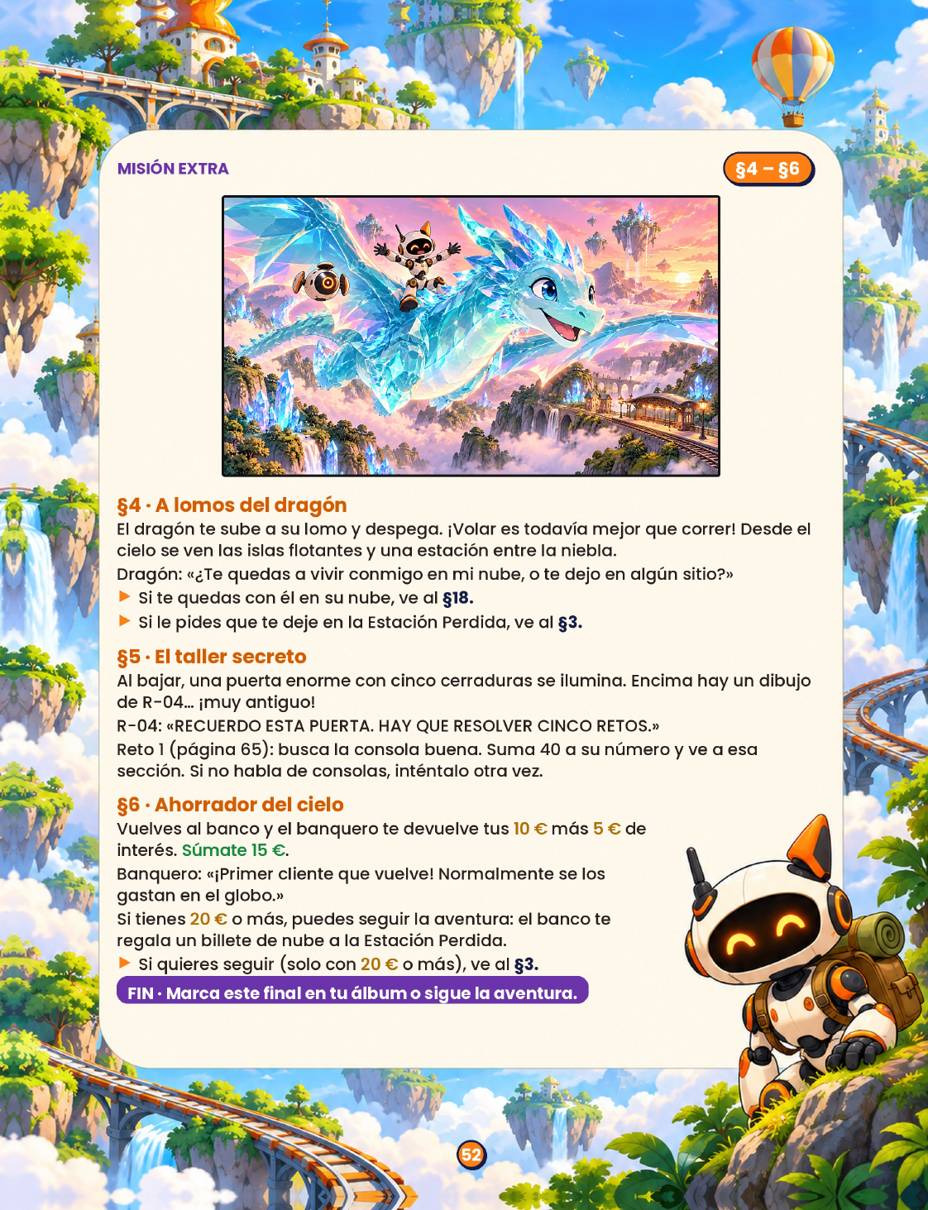 MISIÓN EXTRA
§4 – §6
§4 · A lomos del dragón
El dragón te sube a su lomo y despega. ¡Volar es todavía mejor que correr! Desde el
cielo se ven las islas flotantes y una estación entre la niebla.
Dragón: «¿Te quedas a vivir conmigo en mi nube, o te dejo en algún sitio?»
► Si te quedas con él en su nube, ve al §18.
► Si le pides que te deje en la Estación Perdida, ve al §3.
§5 · El taller secreto
Al bajar, una puerta enorme con cinco cerraduras se ilumina. Encima hay un dibujo
de R-04… ¡muy antiguo!
R-04: «RECUERDO ESTA PUERTA. HAY QUE RESOLVER CINCO RETOS.»
Reto 1 (página 65): busca la consola buena. Suma 40 a su número y ve a esa
sección. Si no habla de consolas, inténtalo otra vez.
§6 · Ahorrador del cielo
Vuelves al banco y el banquero te devuelve tus 10 € más 5 € de
interés. Súmate 15 €.
Banquero: «¡Primer cliente que vuelve! Normalmente se los
gastan en el globo.»
Si tienes 20 € o más, puedes seguir la aventura: el banco te
regala un billete de nube a la Estación Perdida.
► Si quieres seguir (solo con 20 € o más), ve al §3.
FIN · Marca este final en tu álbum o sigue la aventura.
52